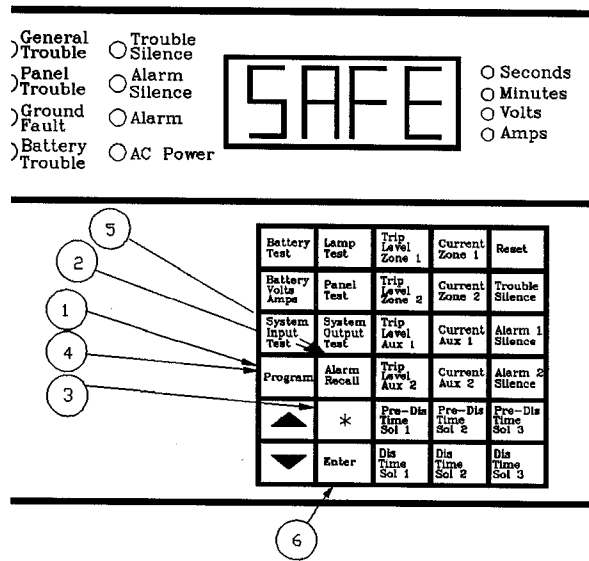 General Trouble
Trouble Silence
Panel Trouble
Alarm Silence
Ground Fault
Alarm
Battery Trouble
AC Power
SAFE
Seconds
Minutes
Volts
Amps
5
2
1
4
3
6
Battery Test
Lamp Test
Trip Level Zone 1
Current Zone 1
Reset
Battery Volts Amps
Panel Test
Trip Level Zone 2
Current Zone 2
Trouble Silence
System Input Test
System Output Test
Trip Level Aux 1
Current Aux 1
Alarm 1 Silence
Program
Alarm Recall
Trip Level Aux 2
Current Aux 2
Alarm 2 Silence
*
Pre-Dis Time Sol 1
Pre-Dis Time Sol 2
Pre-Dis Time Sol 3
Enter
Dis Time Sol 1
Dis Time Sol 2
Dis Time Sol 3